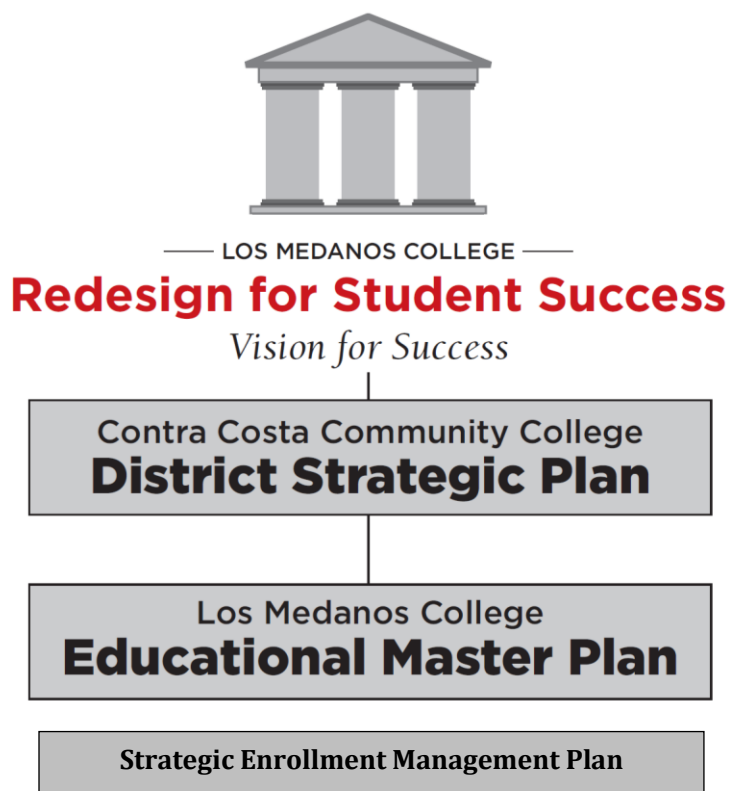 LOS MEDANOS COLLEGE
Redesign for Student Success
Vision for Success
Contra Costa Community College
District Strategic Plan
Los Medanos College
Educational Master Plan
Strategic Enrollment Management Plan